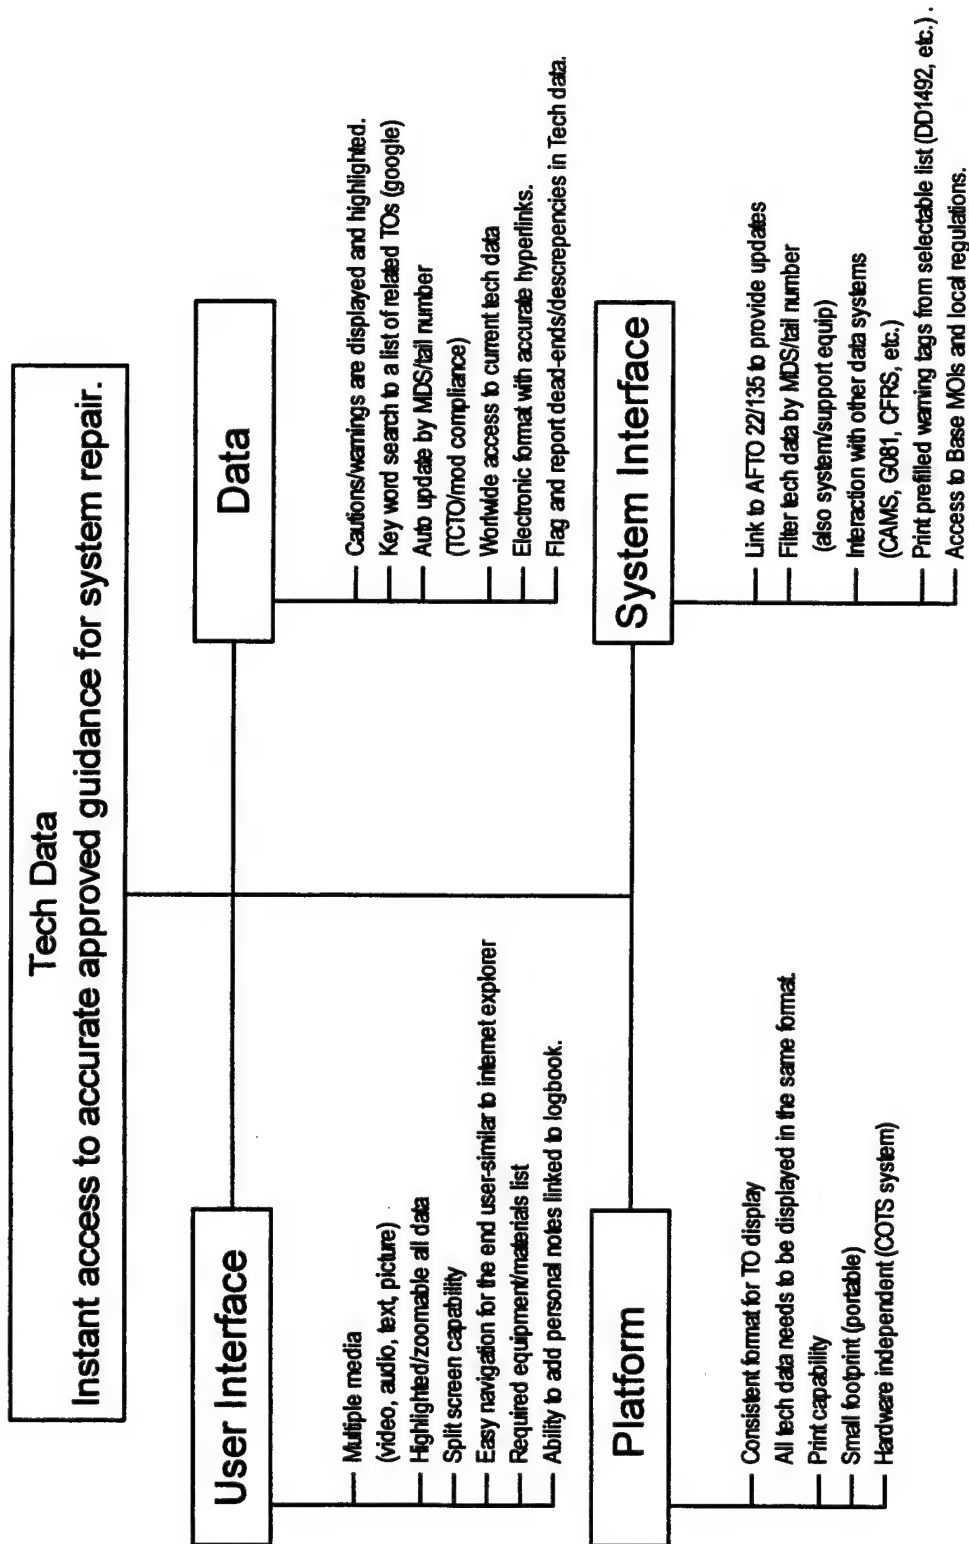 Tech Data
Instant access to accurate approved guidance for system repair.
User Interface
Multiple media
(video, audio, text, picture)
Highlighted/zoomable all data
Split screen capability
Easy navigation for the end user-similar to internet explorer
Required equipment/materials list
Ability to add personal notes linked to logbook.
Data
Cautions/warnings are displayed and highlighted.
Key word search to a list of related TOs (google)
Auto update by MDS/tail number
(TCTO/mod compliance)
Worlwide access to current tech data
Electronic format with accurate hyperlinks.
Flag and report dead-ends/descrepencies in Tech data.
Platform
Consistent format for TO display
All tech data needs to be displayed in the same format.
Print capability
Small footprint (portable)
Hardware independent (COTS system)
System Interface
Link to AFTO 22/135 to provide updates
Filter tech data by MDS/tail number
(also system/support equip)
Interaction with other data systems
(CAMS, G081, CFRS, etc.)
Print prefilled warning tags from selectable list (DD1492, etc.) .
Access to Base MOIs and local regulations.